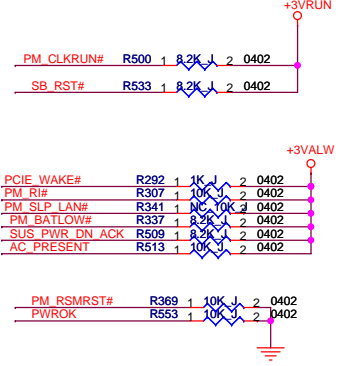 +3VRUN
PM_CLKRUN# R500 1 8.2K_J 2 0402
SB_RST# R533 1 8.2K_J 2 0402
+3VALW
PCIE_WAKE# R292 1 1K_J 2 0402
PM_RI# R307 1 10K_J 2 0402
PM_SLP_LAN# R341 1 NC_10K_J 2 0402
PM_BATLOW# R337 1 8.2K_J 2 0402
SUS_PWR_DN_ACK R509 1 8.2K_J 2 0402
AC_PRESENT R513 1 10K_J 2 0402
PM_RSMRST# R369 1 10K_J 2 0402
PWROK R553 1 10K_J 2 0402